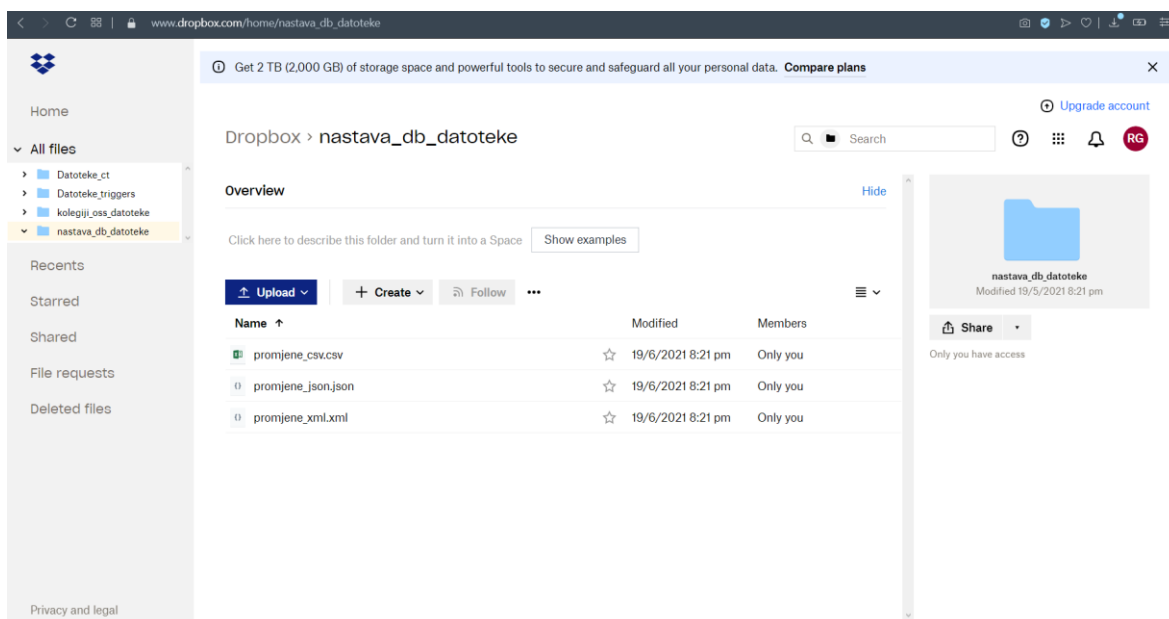 www.dropbox.com/home/nastava_db_datoteke
Get 2 TB (2,000 GB) of storage space and powerful tools to secure and safeguard all your personal data. Compare plans
Home
All files
Datoteke_ct
Datoteke_triggers
kolegiji_oss_datoteke
nastava_db_datoteke
Recents
Starred
Shared
File requests
Deleted files
Privacy and legal
Upgrade account
Dropbox › nastava_db_datoteke
Search
RG
Overview
Hide
Click here to describe this folder and turn it into a Space
Show examples
Upload
Create
Follow
Name
Modified
Members
promjene_csv.csv 19/6/2021 8:21 pm Only you
promjene_json.json 19/6/2021 8:21 pm Only you
promjene_xml.xml 19/6/2021 8:21 pm Only you
nastava_db_datoteke
Modified 19/5/2021 8:21 pm
Share
Only you have access